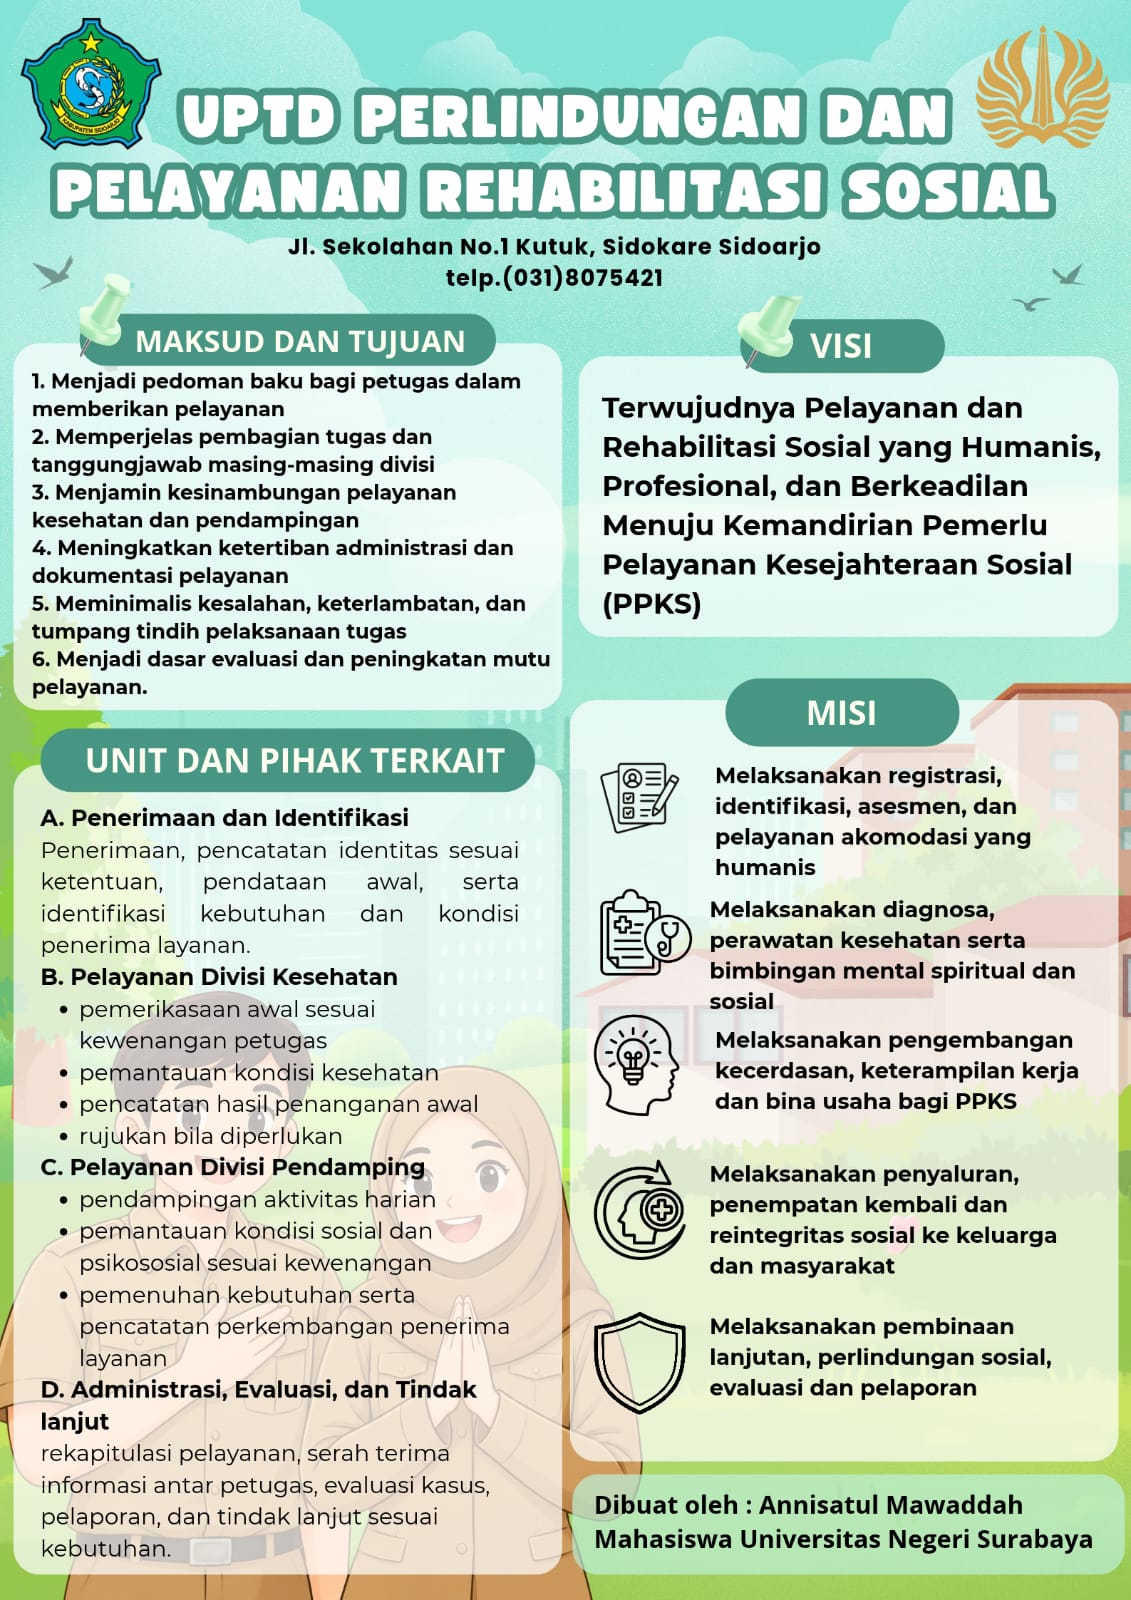 KABUPATEN SIDOARJO
UPTD PERLINDUNGAN DAN
PELAYANAN REHABILITASI SOSIAL
Jl. Sekolahan No.1 Kutuk, Sidokare Sidoarjo
telp.(031)8075421
MAKSUD DAN TUJUAN
1. Menjadi pedoman baku bagi petugas dalam
memberikan pelayanan
2. Memperjelas pembagian tugas dan
tanggungjawab masing-masing divisi
3. Menjamin kesinambungan pelayanan
kesehatan dan pendampingan
4. Meningkatkan ketertiban administrasi dan
dokumentasi pelayanan
5. Meminimalis kesalahan, keterlambatan, dan
tumpang tindih pelaksanaan tugas
6. Menjadi dasar evaluasi dan peningkatan mutu
pelayanan.
UNIT DAN PIHAK TERKAIT
A. Penerimaan dan Identifikasi
Penerimaan, pencatatan identitas sesuai
ketentuan, pendataan awal, serta
identifikasi kebutuhan dan kondisi
penerima layanan.
B. Pelayanan Divisi Kesehatan
• pemerikasaan awal sesuai
kewenangan petugas
• pemantauan kondisi kesehatan
• pencatatan hasil penanganan awal
• rujukan bila diperlukan
C. Pelayanan Divisi Pendamping
• pendampingan aktivitas harian
• pemantauan kondisi sosial dan
psikososial sesuai kewenangan
• pemenuhan kebutuhan serta
pencatatan perkembangan penerima
layanan
D. Administrasi, Evaluasi, dan Tindak
lanjut
rekapitulasi pelayanan, serah terima
informasi antar petugas, evaluasi kasus,
pelaporan, dan tindak lanjut sesuai
kebutuhan.
VISI
Terwujudnya Pelayanan dan
Rehabilitasi Sosial yang Humanis,
Profesional, dan Berkeadilan
Menuju Kemandirian Pemerlu
Pelayanan Kesejahteraan Sosial
(PPKS)
MISI
Melaksanakan registrasi,
identifikasi, asesmen, dan
pelayanan akomodasi yang
humanis
Melaksanakan diagnosa,
perawatan kesehatan serta
bimbingan mental spiritual dan
sosial
Melaksanakan pengembangan
kecerdasan, keterampilan kerja
dan bina usaha bagi PPKS
Melaksanakan penyaluran,
penempatan kembali dan
reintegritas sosial ke keluarga
dan masyarakat
Melaksanakan pembinaan
lanjutan, perlindungan sosial,
evaluasi dan pelaporan
Dibuat oleh : Annisatul Mawaddah
Mahasiswa Universitas Negeri Surabaya